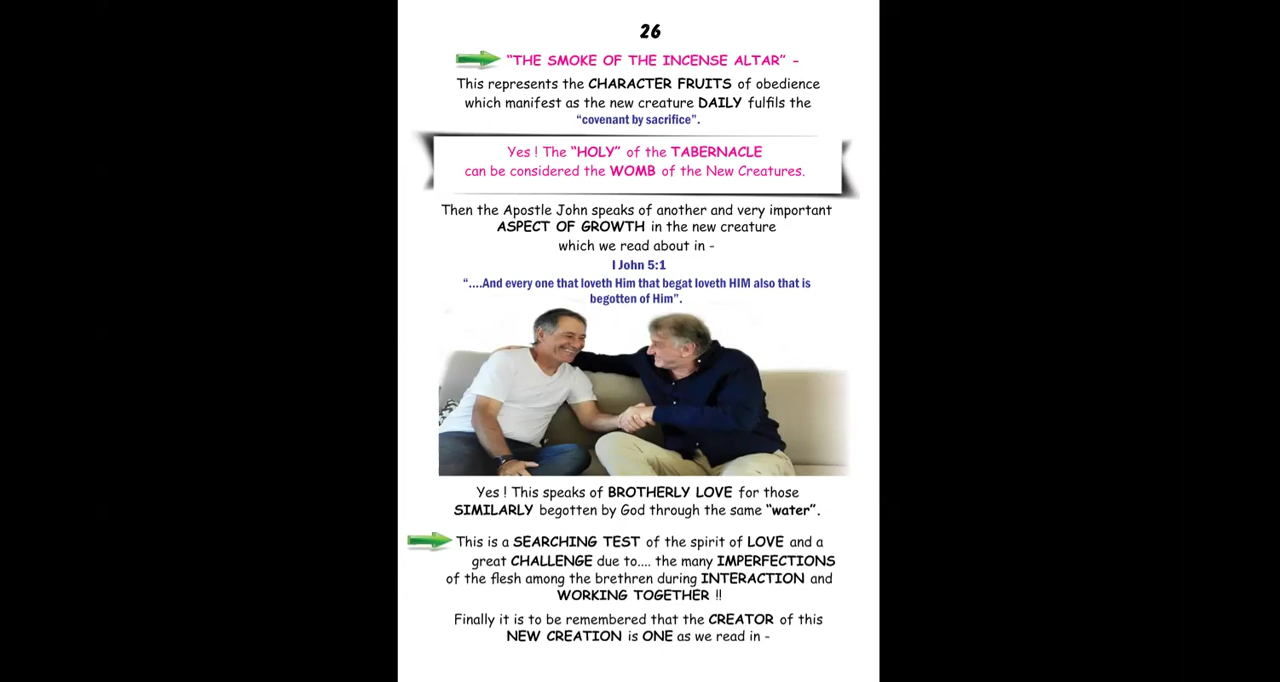 26
“THE SMOKE OF THE INCENSE ALTAR” -
This represents the CHARACTER FRUITS of obedience
which manifest as the new creature DAILY fulfils the
“covenant by sacrifice”.
Yes ! The “HOLY” of the TABERNACLE
can be considered the WOMB of the New Creatures.
Then the Apostle John speaks of another and very important
ASPECT OF GROWTH in the new creature
which we read about in -
I John 5:1
“....And every one that loveth Him that begat loveth HIM also that is
begotten of Him”.
Yes ! This speaks of BROTHERLY LOVE for those
SIMILARLY begotten by God through the same “water”.
This is a SEARCHING TEST of the spirit of LOVE and a
great CHALLENGE due to.... the many IMPERFECTIONS
of the flesh among the brethren during INTERACTION and
WORKING TOGETHER !!
Finally it is to be remembered that the CREATOR of this
NEW CREATION is ONE as we read in -